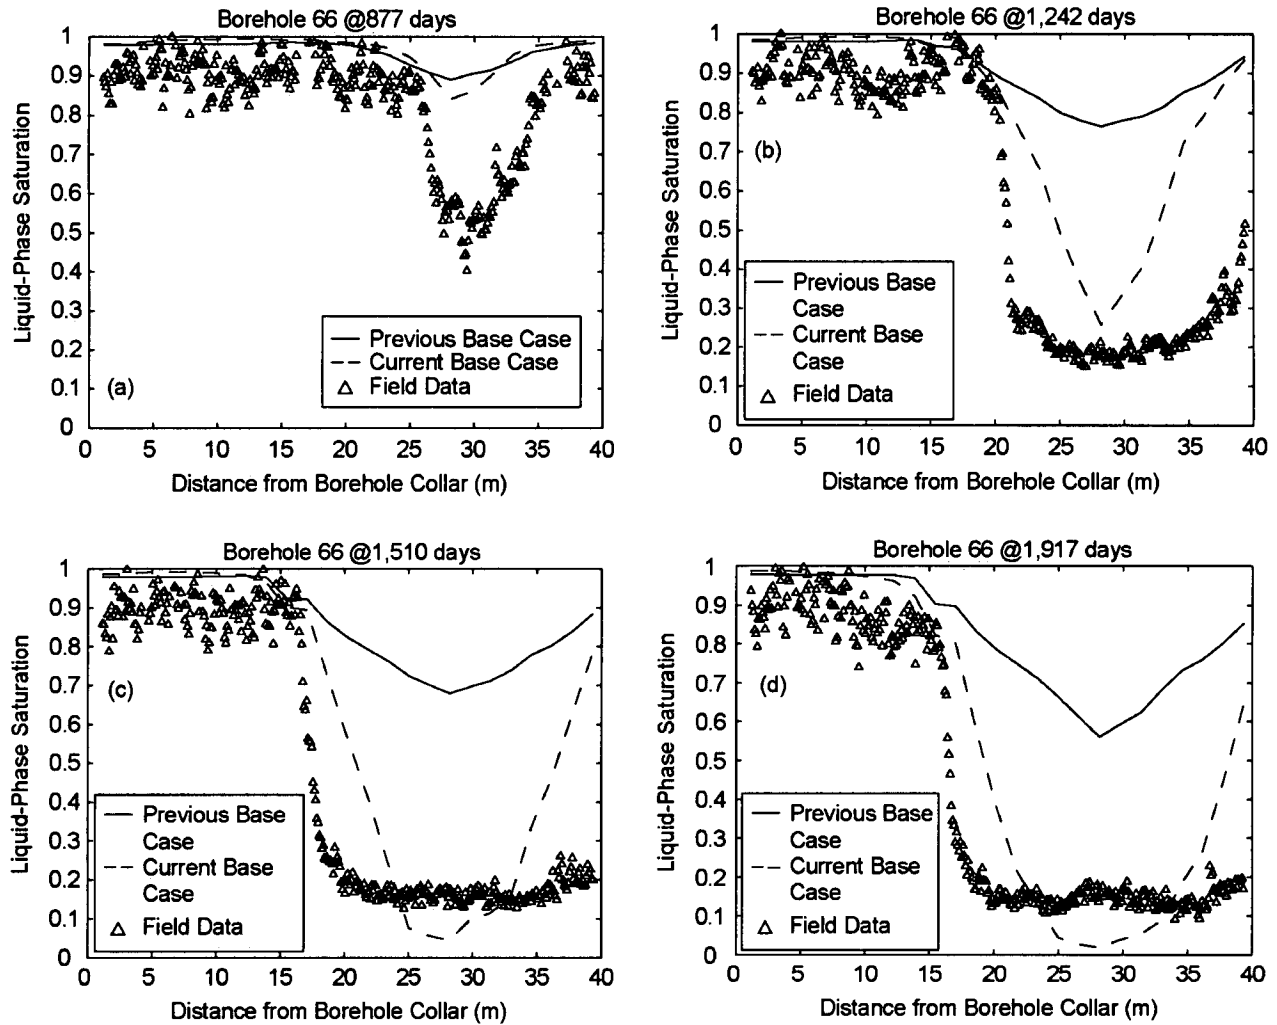 Borehole 66 @877 days
1
0.9
0.8
0.7
0.6
0.5
0.4
0.3
0.2
0.1
0
Liquid-Phase Saturation
(a)
Previous Base Case
Current Base Case
Field Data
0 5 10 15 20 25 30 35 40
Distance from Borehole Collar (m)
Borehole 66 @1,242 days
1
0.9
0.8
0.7
0.6
0.5
0.4
0.3
0.2
0.1
0
Liquid-Phase Saturation
(b)
Previous Base
Case
Current Base
Case
Field Data
0 5 10 15 20 25 30 35 40
Distance from Borehole Collar (m)
Borehole 66 @1,510 days
1
0.9
0.8
0.7
0.6
0.5
0.4
0.3
0.2
0.1
0
Liquid-Phase Saturation
(c)
Previous Base
Case
Current Base
Case
Field Data
0 5 10 15 20 25 30 35 40
Distance from Borehole Collar (m)
Borehole 66 @1,917 days
1
0.9
0.8
0.7
0.6
0.5
0.4
0.3
0.2
0.1
0
Liquid-Phase Saturation
(d)
Previous Base
Case
Current Base
Case
Field Data
0 5 10 15 20 25 30 35 40
Distance from Borehole Collar (m)